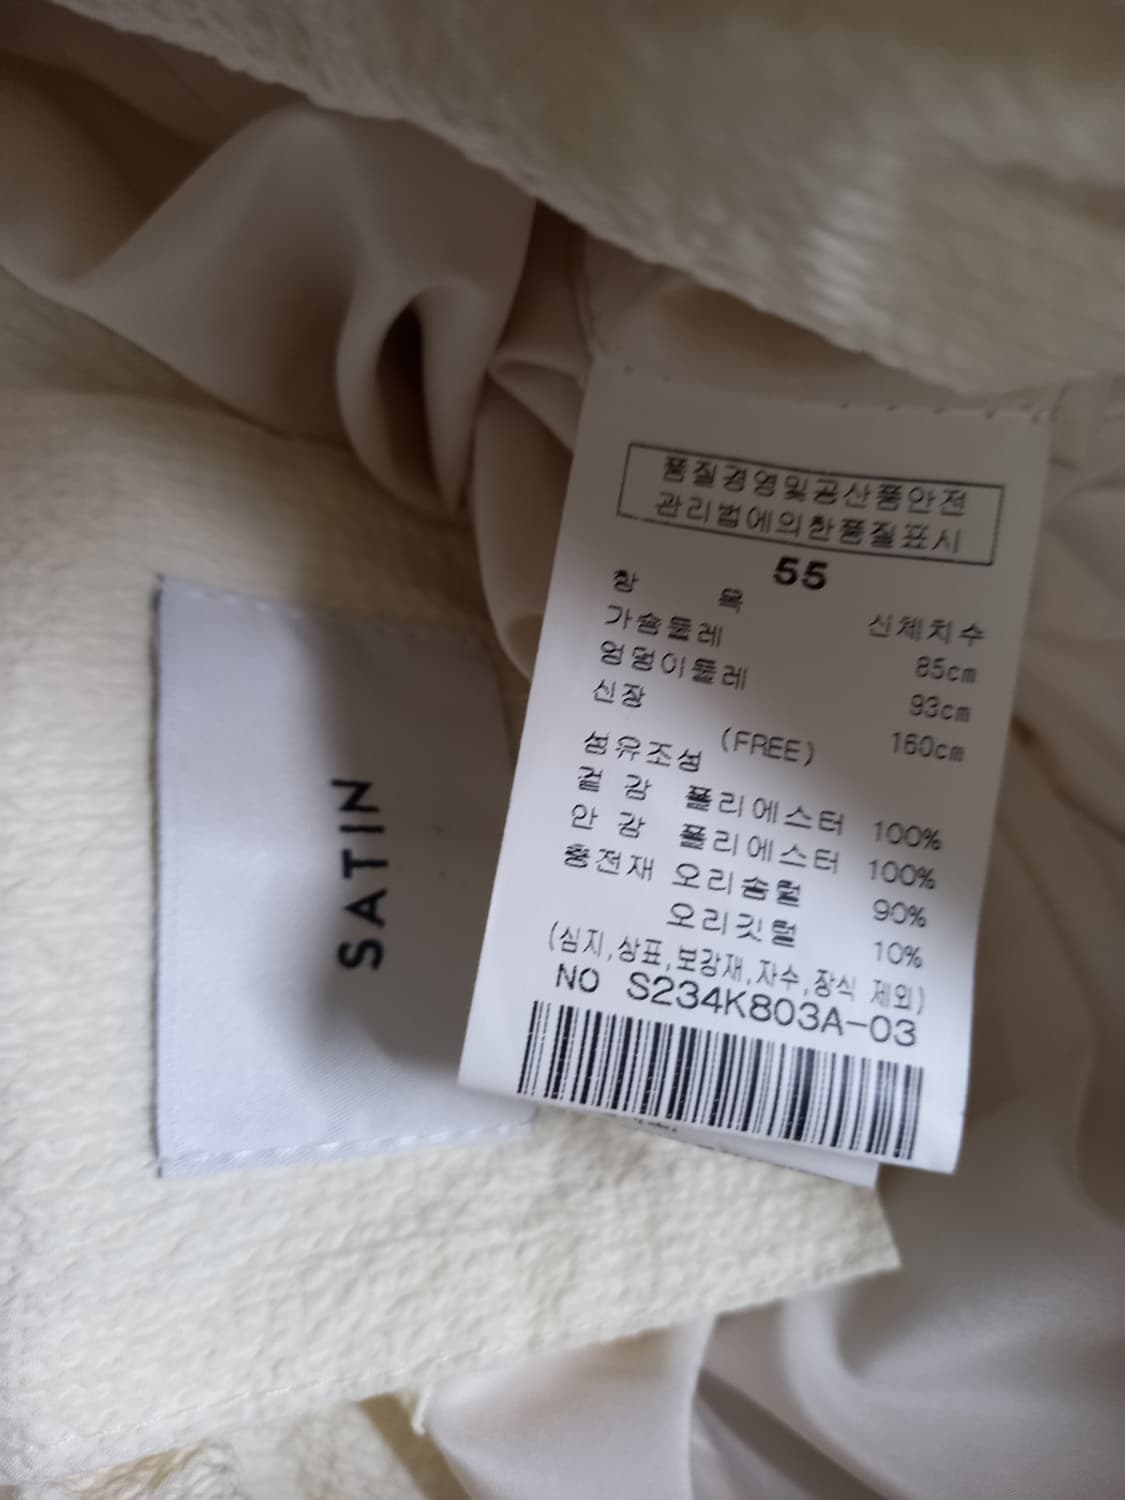 SATIN
품질경영및공산품안전
관리법에의한품질표시
55
항 목 신체치수
가슴둘레 85cm
엉덩이둘레 93cm
신장 160cm
(FREE)
섬유조성
겉 감 폴리에스터 100%
안 감 폴리에스터 100%
충전재 오리솜털 90%
오리깃털 10%
(심지,상표,보강재,자수,장식 제외)
NO S234K803A-03